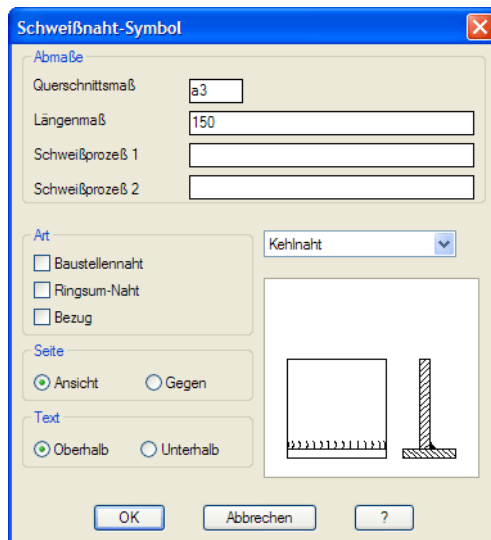 Schweißnaht-Symbol
Abmaße
Querschnittsmaß a3
Längenmaß 150
Schweißprozeß 1
Schweißprozeß 2
Art
Baustellennaht
Ringsum-Naht
Bezug
Kehlnaht
Seite
Ansicht Gegen
Text
Oberhalb Unterhalb
OK Abbrechen ?